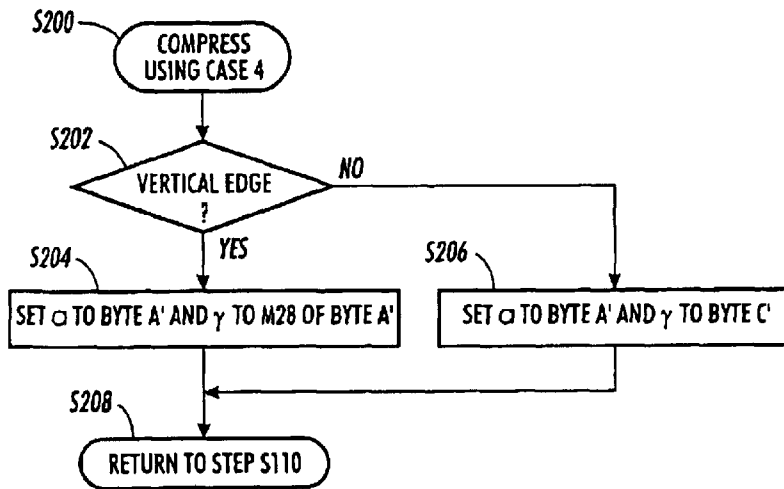 S200
COMPRESS
USING CASE 4
S202
VERTICAL EDGE
?
NO
YES
S204
SET α TO BYTE A' AND γ TO M28 OF BYTE A'
S206
SET α TO BYTE A' AND γ TO BYTE C'
S208
RETURN TO STEP S110